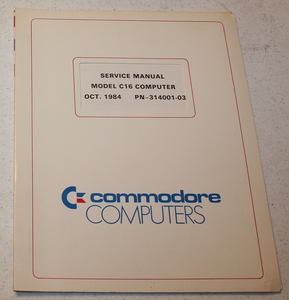 SERVICE MANUAL
MODEL C16 COMPUTER
OCT. 1984 PN-314001-03
commodore
COMPUTERS